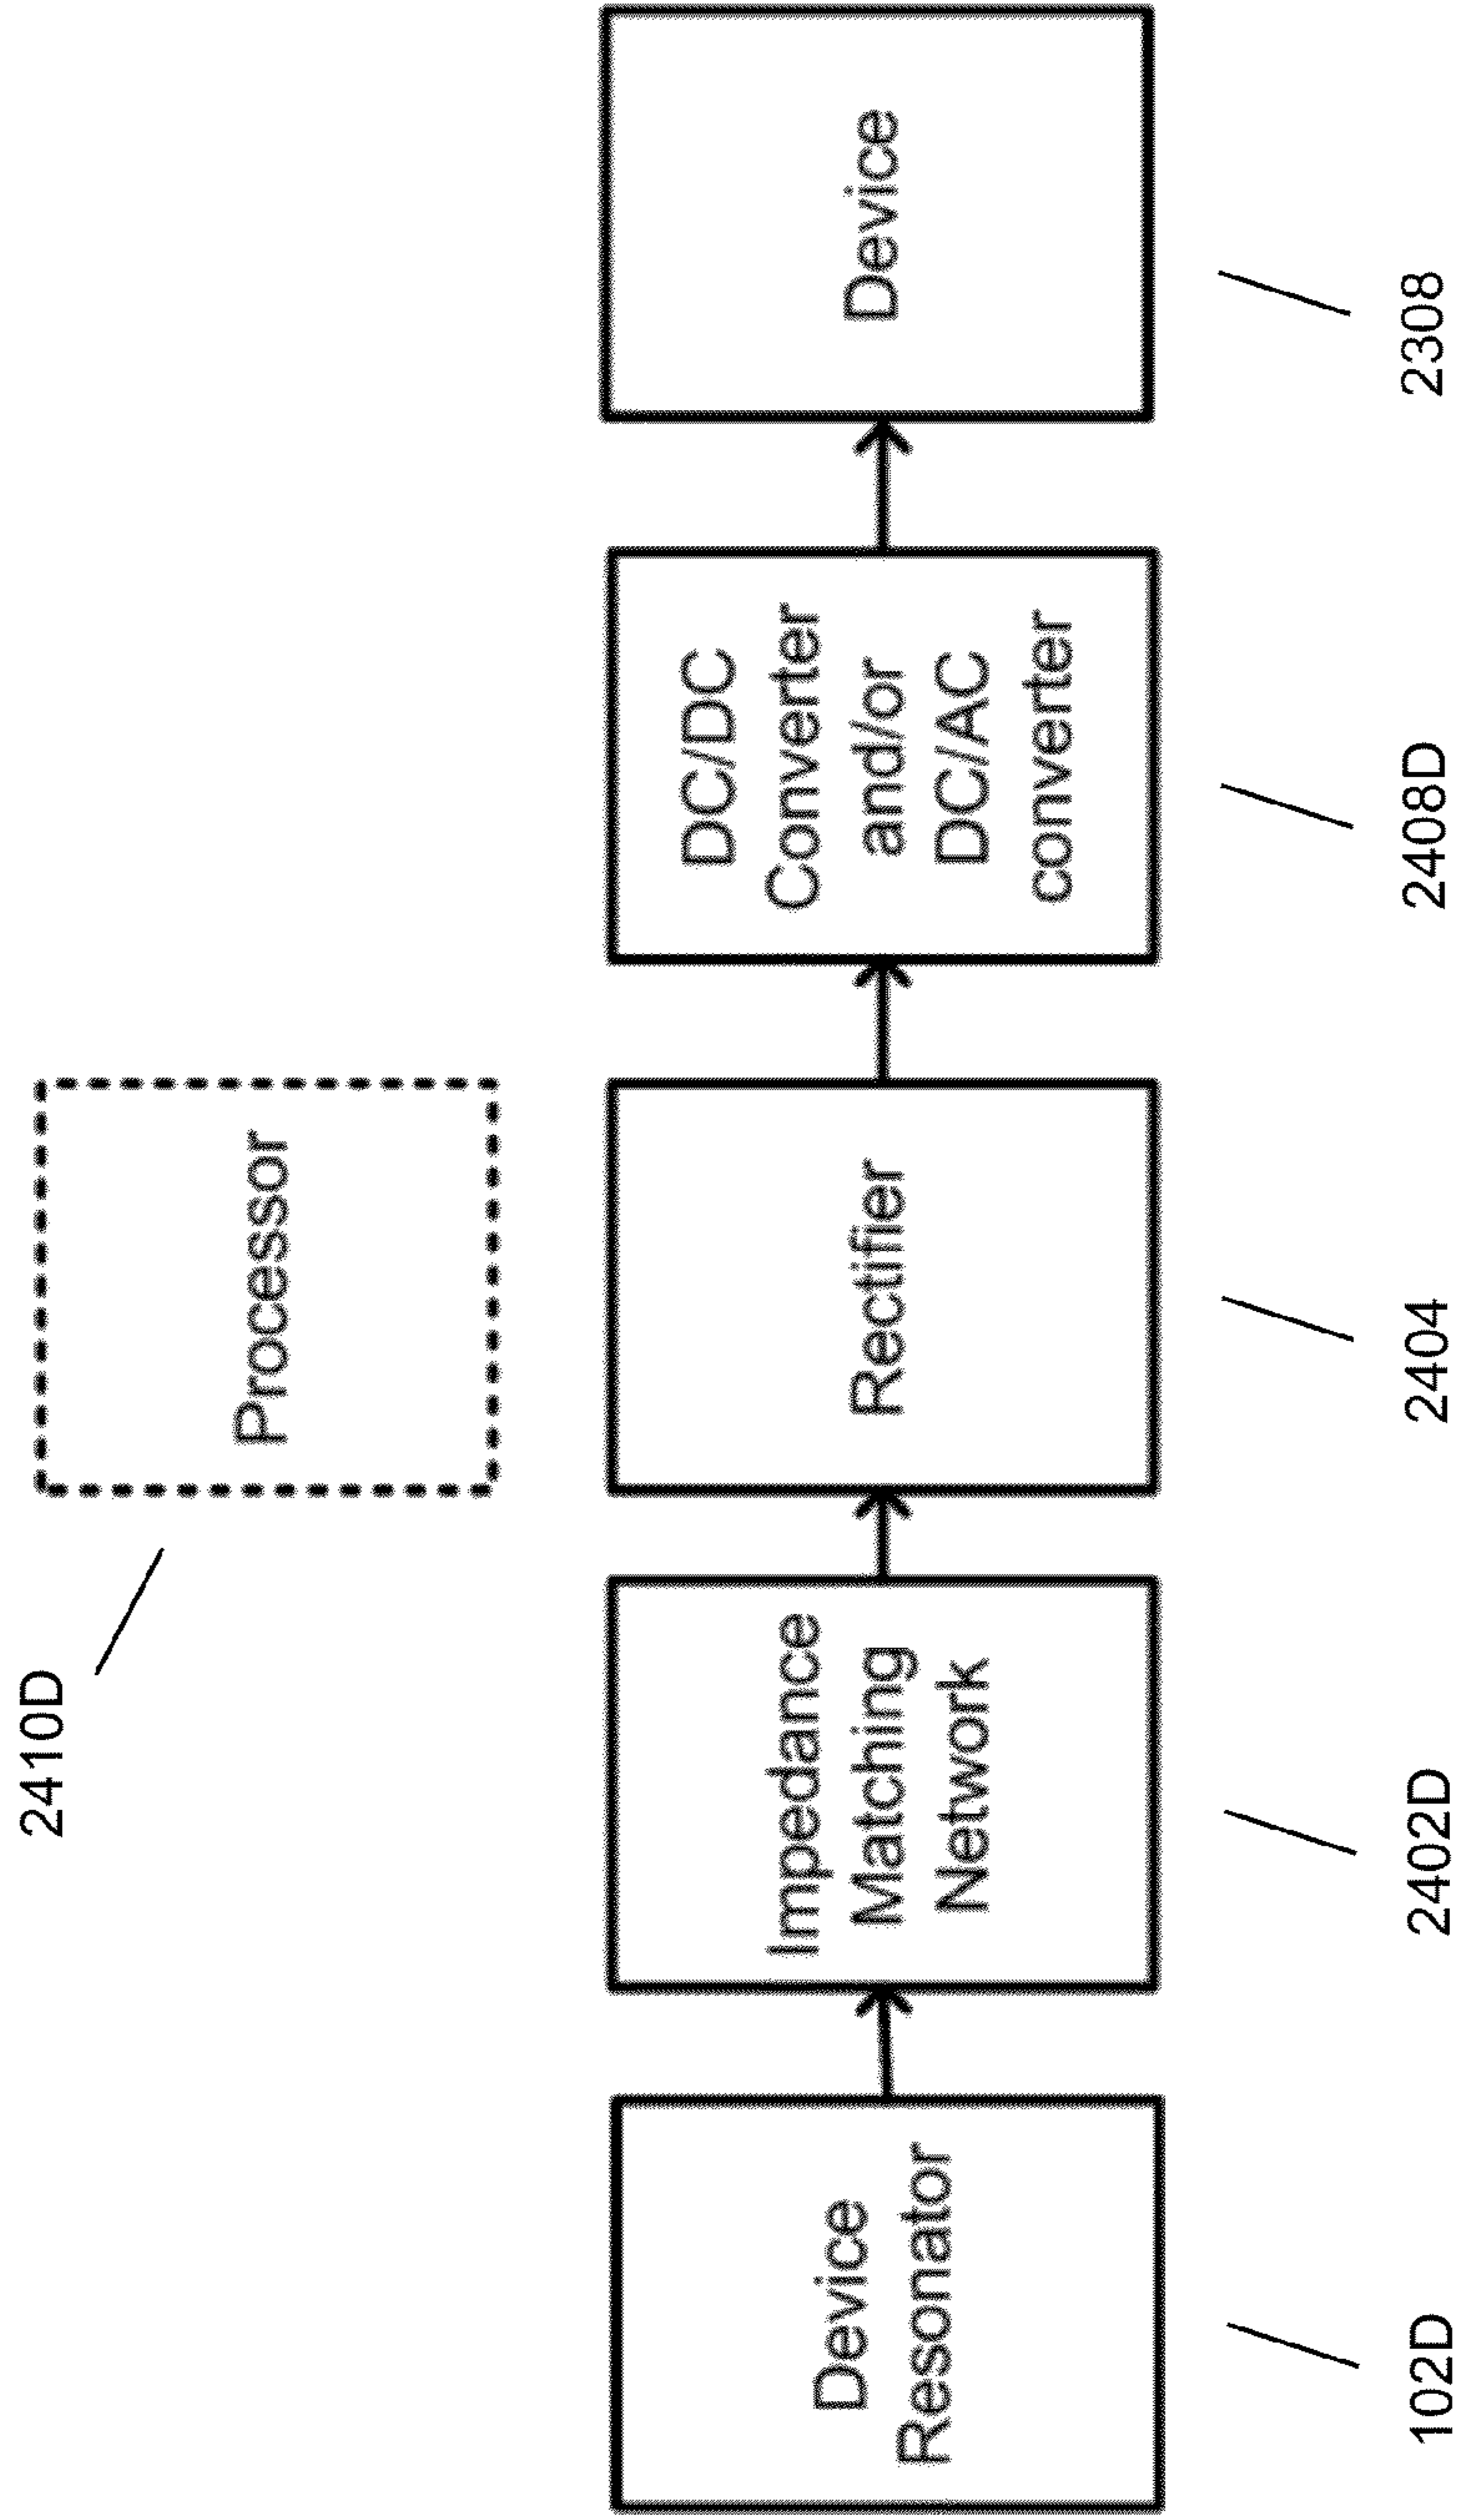 2410D
Processor
Device
Resonator
Impedance
Matching
Network
Rectifier
DC/DC
Converter
and/or
DC/AC
converter
Device
102D
2402D
2404
2408D
2308